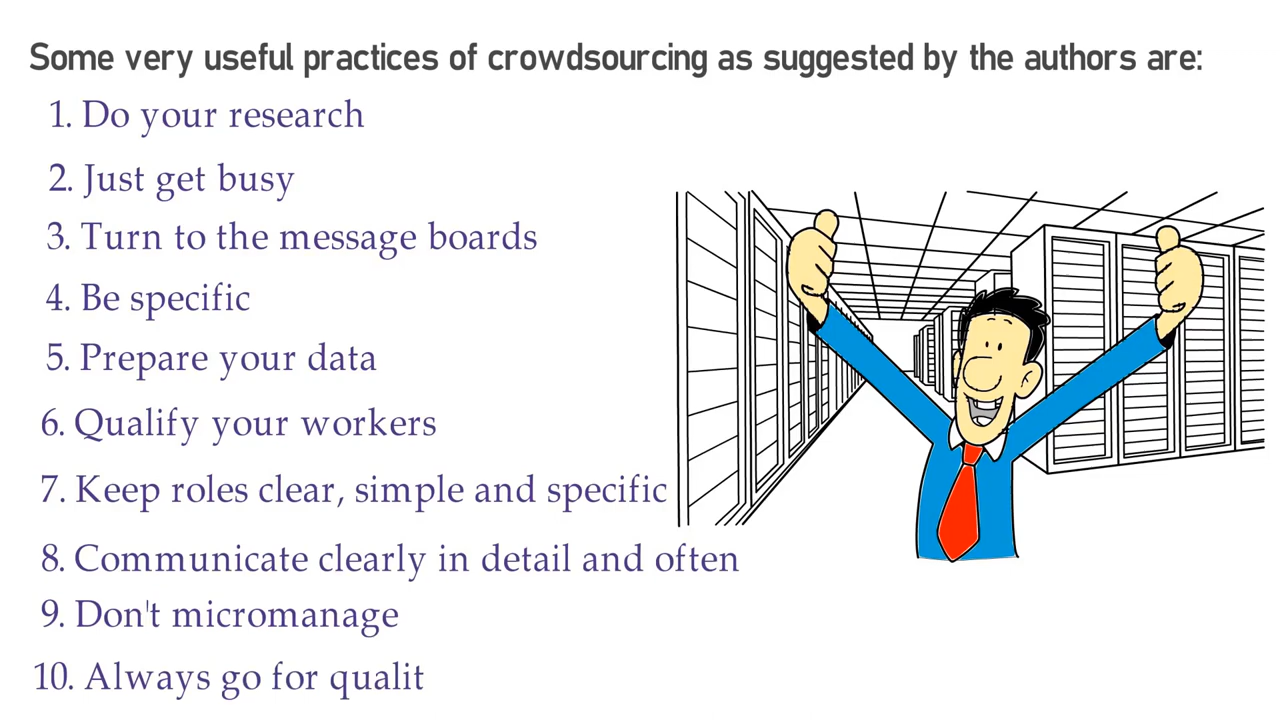 Some very useful practices of crowdsourcing as suggested by the authors are:
1. Do your research
2. Just get busy
3. Turn to the message boards
4. Be specific
5. Prepare your data
6. Qualify your workers
7. Keep roles clear, simple and specific
8. Communicate clearly in detail and often
9. Don't micromanage
10. Always go for qualit